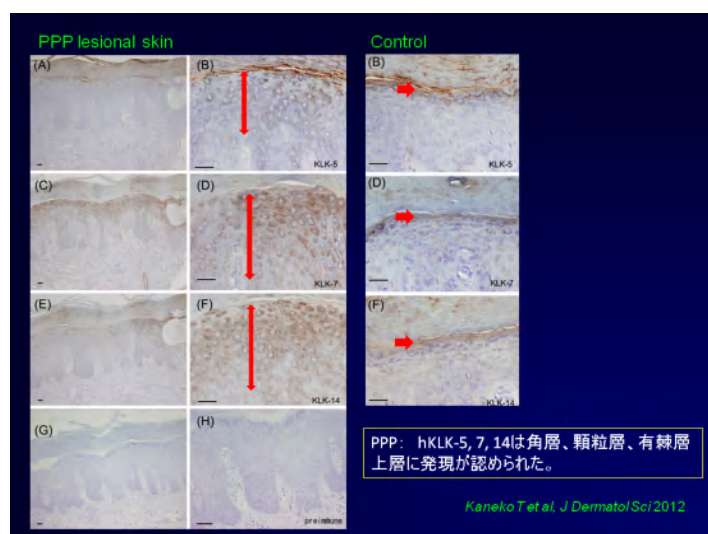 PPP lesional skin
Control
(A)
(B)
KLK-5
(B)
KLK-5
(C)
(D)
KLK-7
(D)
KLK-7
(E)
(F)
KLK-14
(F)
KLK-14
(G)
(H)
preimmune
PPP: hKLK-5, 7, 14は角層、顆粒層、有棘層
上層に発現が認められた。
Kaneko T et al, J Dermatol Sci 2012